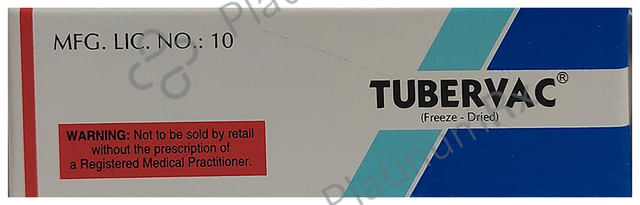 MFG. LIC. NO.: 10
TUBERVAC®
(Freeze - Dried)
WARNING: Not to be sold by retail
without the prescription of
a Registered Medical Practitioner.